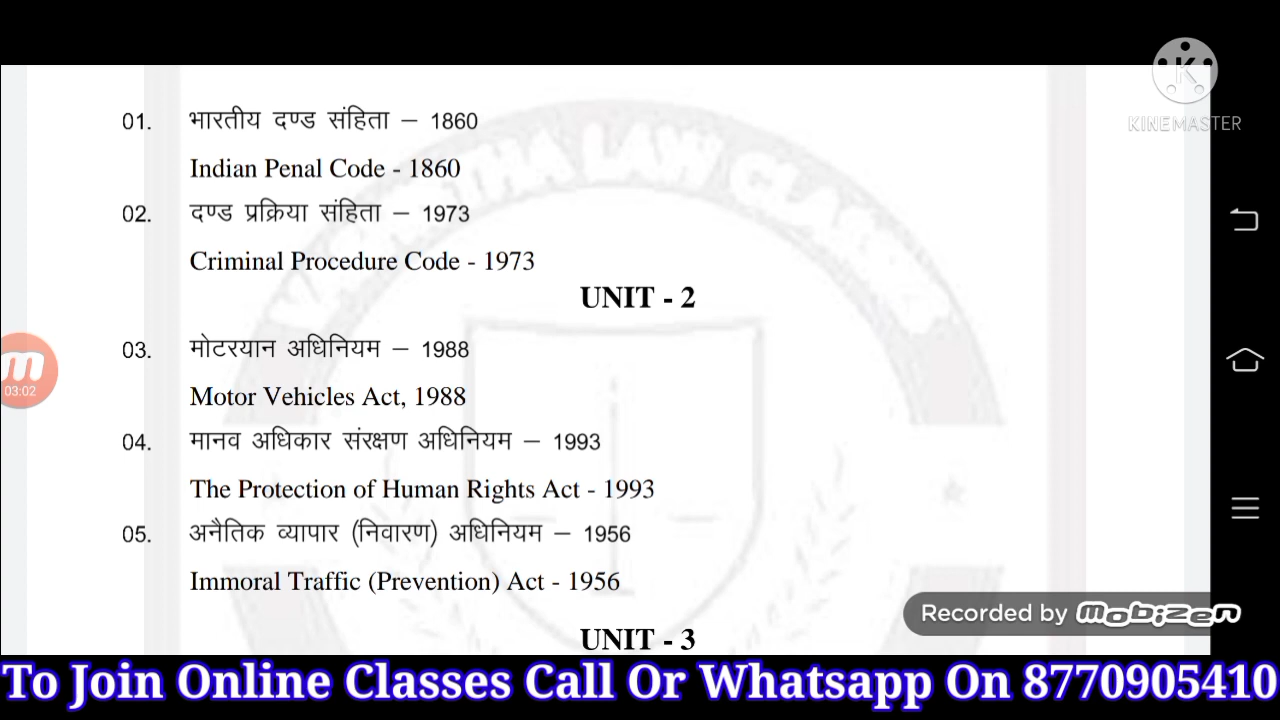 KINEMASTER
01. भारतीय दण्ड संहिता – 1860
Indian Penal Code - 1860
02. दण्ड प्रक्रिया संहिता – 1973
Criminal Procedure Code - 1973
UNIT - 2
03. मोटरयान अधिनियम – 1988
Motor Vehicles Act, 1988
04. मानव अधिकार संरक्षण अधिनियम – 1993
The Protection of Human Rights Act - 1993
05. अनैतिक व्यापार (निवारण) अधिनियम – 1956
Immoral Traffic (Prevention) Act - 1956
UNIT - 3
03:02
LAW CLASSES
Recorded by Mobizen
To Join Online Classes Call Or Whatsapp On 8770905410